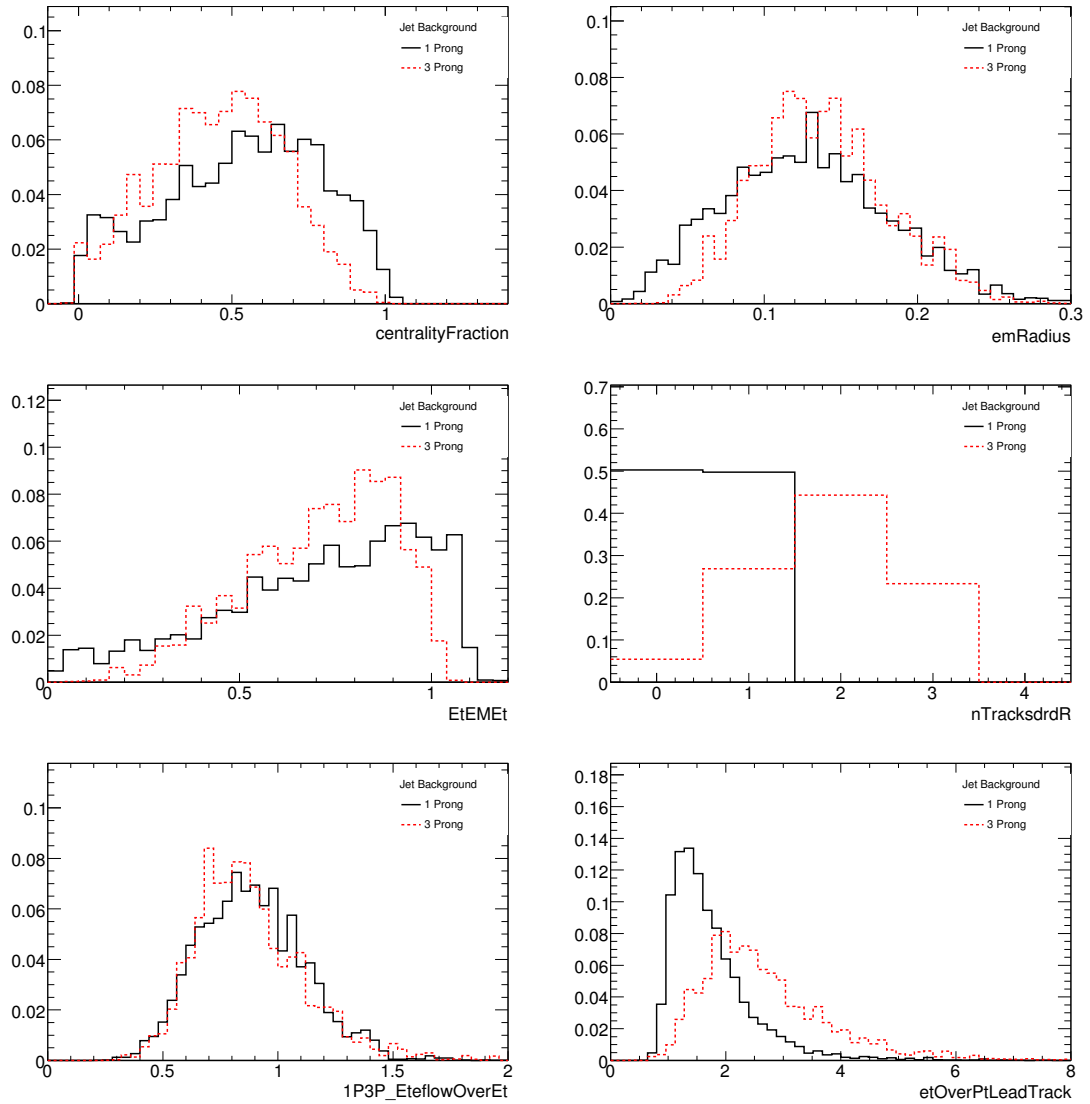 0.1
0.08
0.06
0.04
0.02
0
Jet Background
1 Prong
3 Prong
0 0.5 1
centralityFraction
0.1
0.08
0.06
0.04
0.02
0
Jet Background
1 Prong
3 Prong
0 0.1 0.2 0.3
emRadius
0.12
0.1
0.08
0.06
0.04
0.02
0
Jet Background
1 Prong
3 Prong
0 0.5 1
EtEMEt
0.7
0.6
0.5
0.4
0.3
0.2
0.1
0
Jet Background
1 Prong
3 Prong
0 1 2 3 4
nTracksdrdR
0.1
0.08
0.06
0.04
0.02
0
Jet Background
1 Prong
3 Prong
0 0.5 1 1.5 2
1P3P_EteflowOverEt
0.18
0.16
0.14
0.12
0.1
0.08
0.06
0.04
0.02
0
Jet Background
1 Prong
3 Prong
0 2 4 6 8
etOverPtLeadTrack